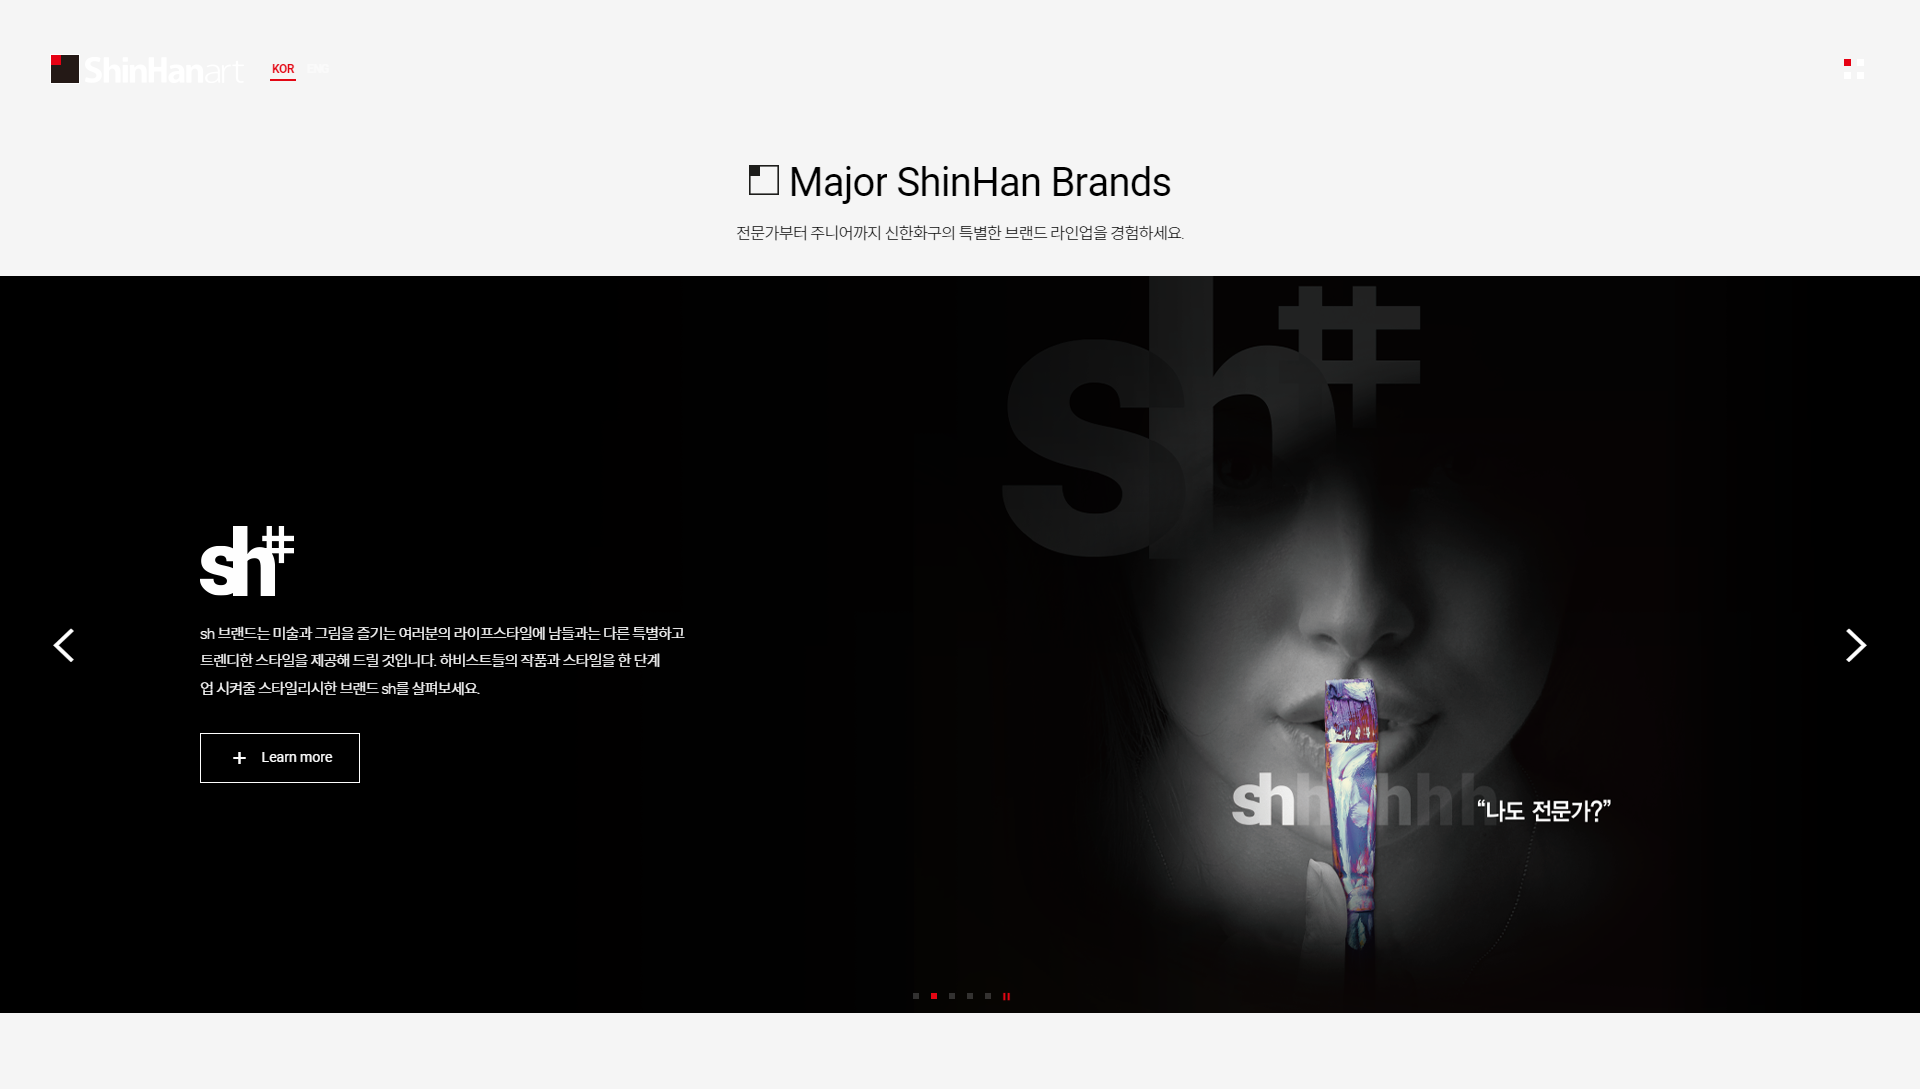 ShinHanart
KOR
Major ShinHan Brands
전문가부터 주니어까지 신한화구의 특별한 브랜드 라인업을 경험하세요.
sh#
sh#
sh 브랜드는 미술과 그림을 즐기는 여러분의 라이프스타일에 남들과는 다른 특별하고
트렌디한 스타일을 제공해 드릴 것입니다. 하비스트들의 작품과 스타일을 한 단계
업 시켜줄 스타일리시한 브랜드 sh를 살펴보세요.
+ Learn more
“나도 전문가?”